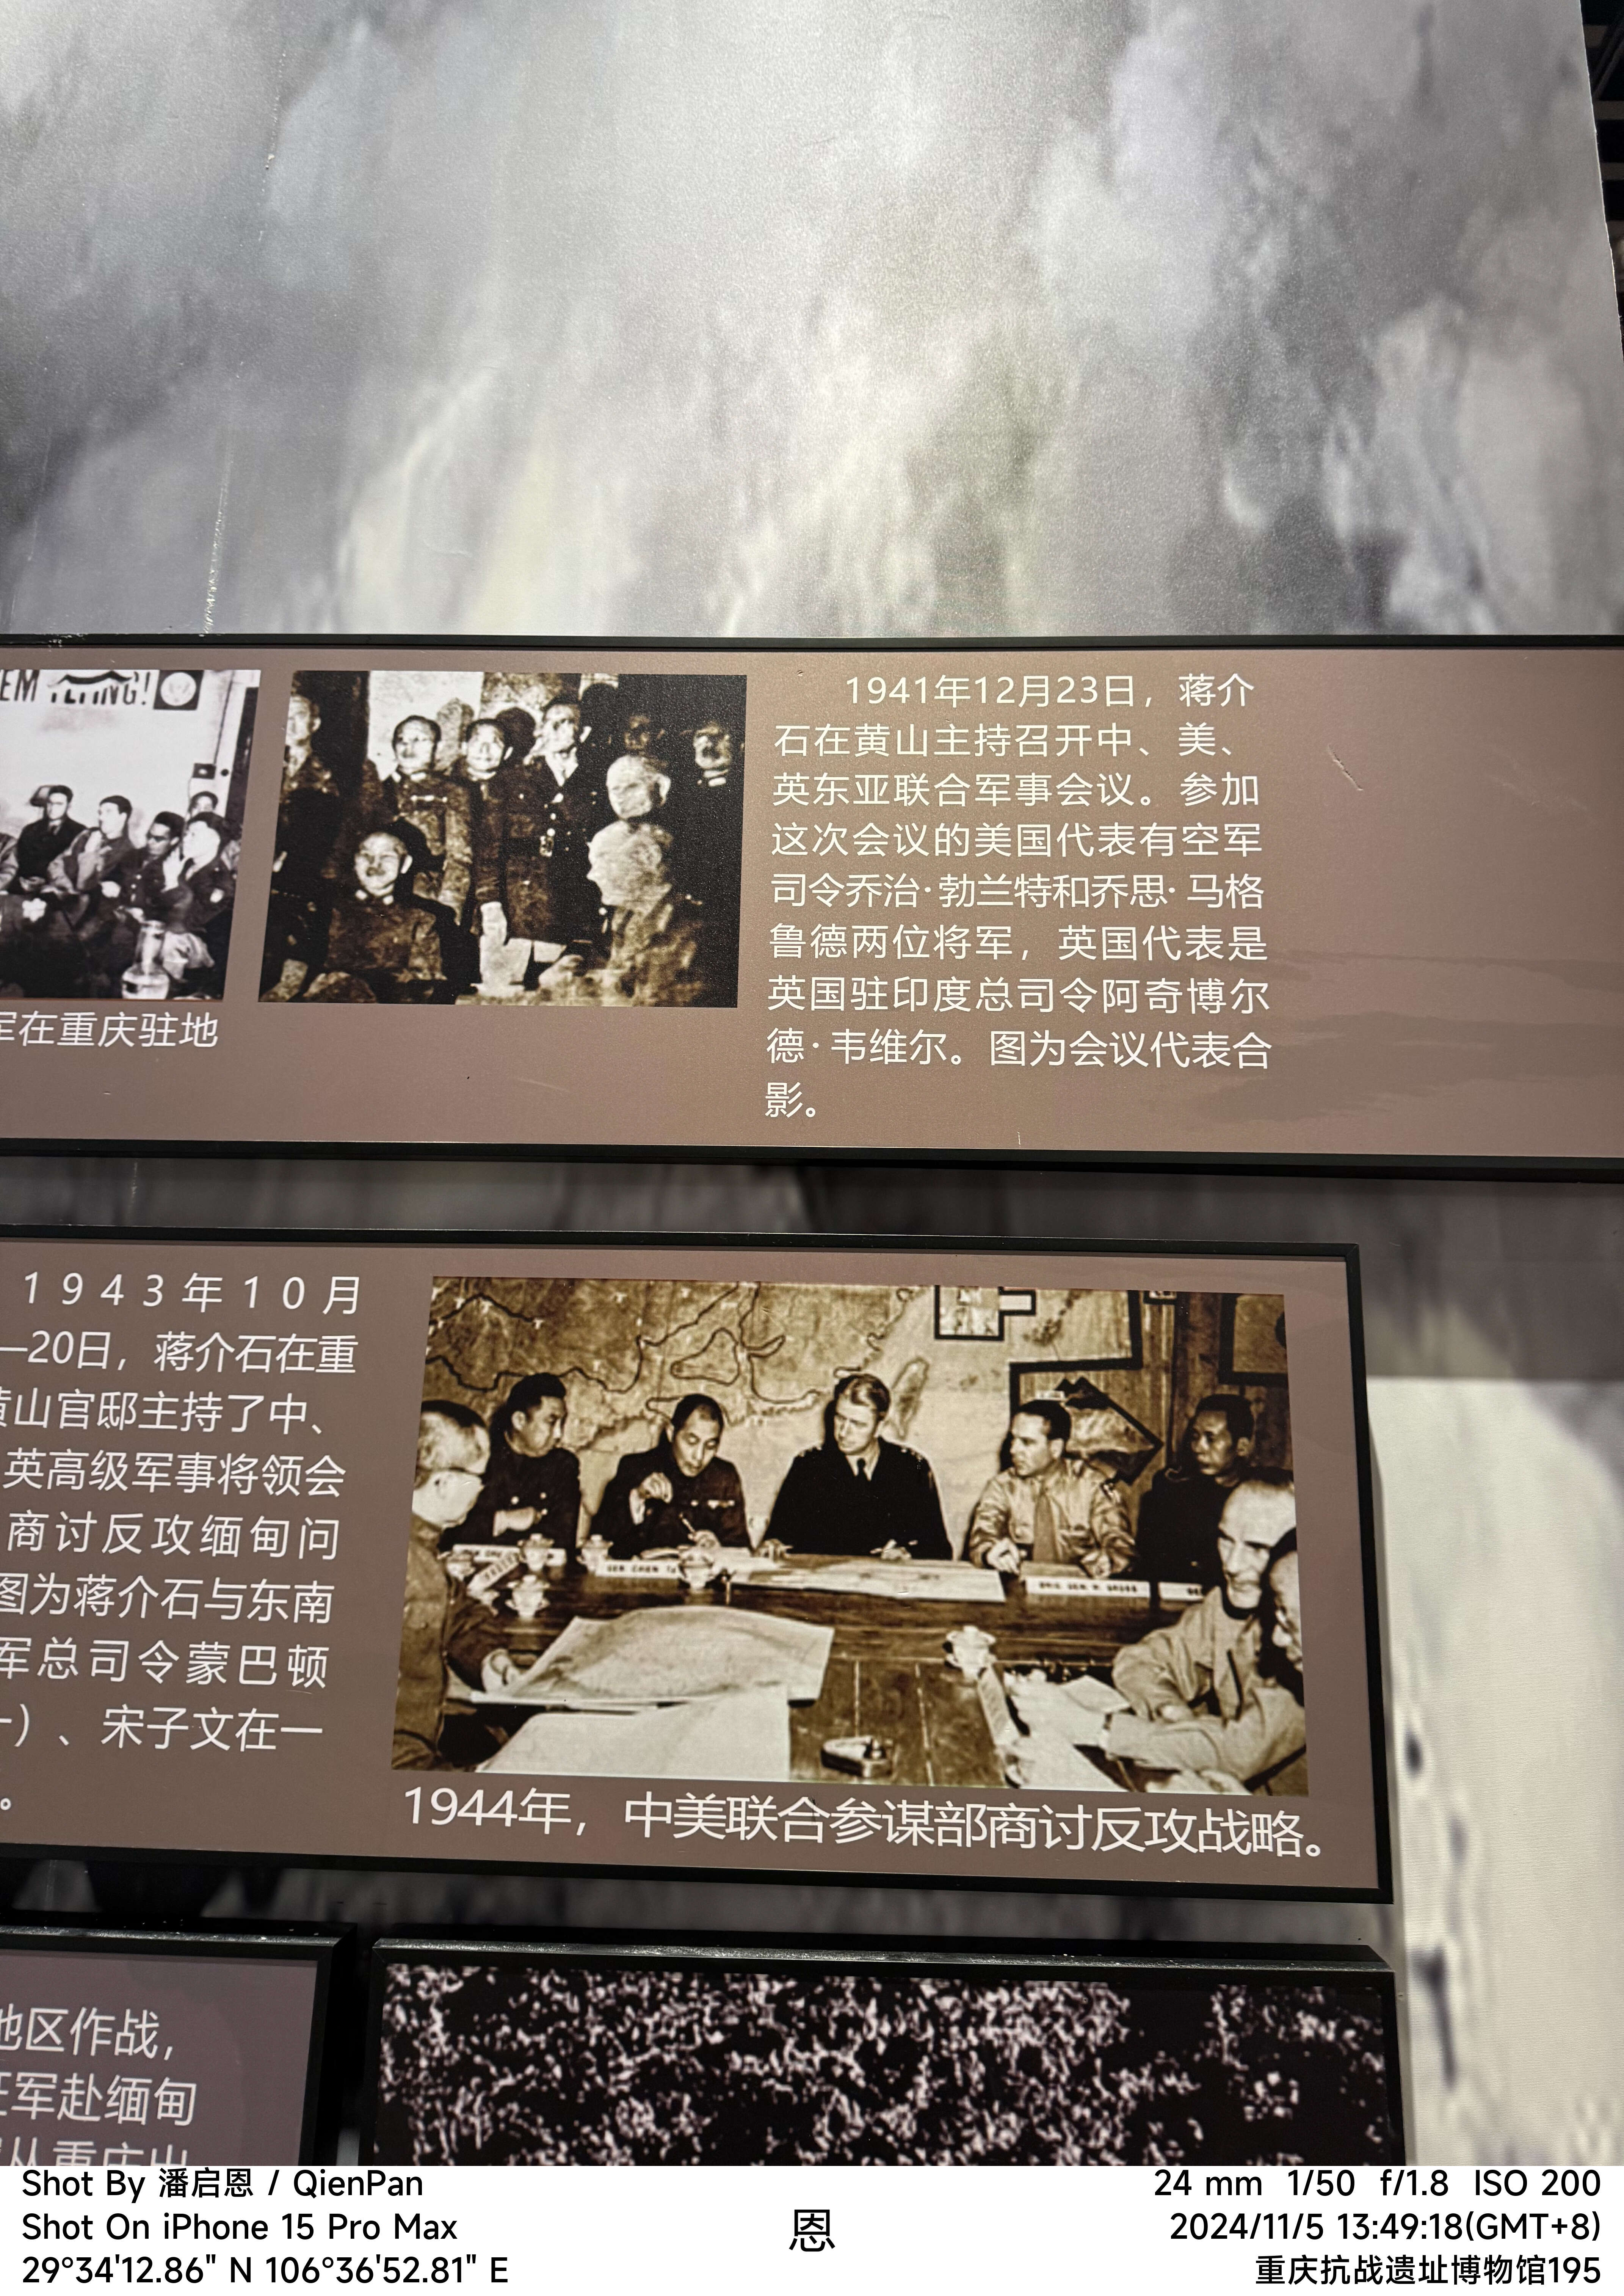 1941年12月23日，蒋介
石在黄山主持召开中、美、
英东亚联合军事会议。参加
这次会议的美国代表有空军
司令乔治·勃兰特和乔思·马格
鲁德两位将军，英国代表是
英国驻印度总司令阿奇博尔
德·韦维尔。图为会议代表合
影。
军在重庆驻地
1943年10月
—20日，蒋介石在重
黄山官邸主持了中、
英高级军事将领会
商讨反攻缅甸问
图为蒋介石与东南
军总司令蒙巴顿
）、宋子文在一
。
1944年，中美联合参谋部商讨反攻战略。
地区作战，
征军赴缅甸
从重庆出
Shot By 潘启恩 / QienPan
Shot On iPhone 15 Pro Max
29°34'12.86" N 106°36'52.81" E
恩
24 mm 1/50 f/1.8 ISO 200
2024/11/5 13:49:18(GMT+8)
重庆抗战遗址博物馆195